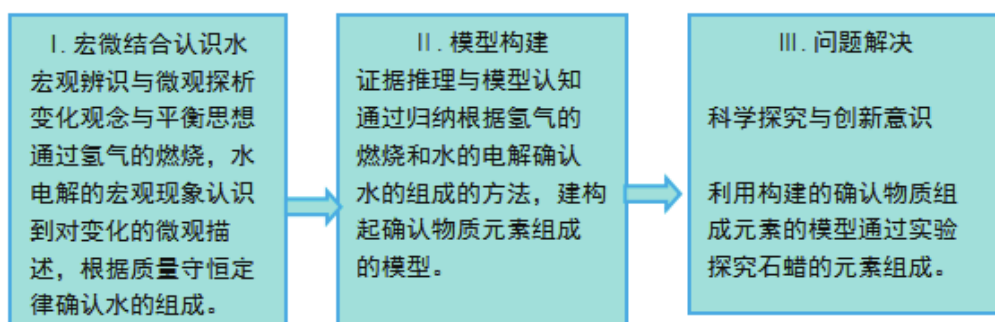 Ⅰ. 宏微结合认识水
宏观辨识与微观探析
变化观念与平衡思想
通过氢气的燃烧，水
电解的宏观现象认识
到对变化的微观描
述，根据质量守恒定
律确认水的组成。
Ⅱ. 模型构建
证据推理与模型认知
通过归纳根据氢气的
燃烧和水的电解确认
水的组成的方法，建构
起确认物质元素组成
的模型。
Ⅲ. 问题解决
科学探究与创新意识
利用构建的确认物质组
成元素的模型通过实验
探究石蜡的元素组成。